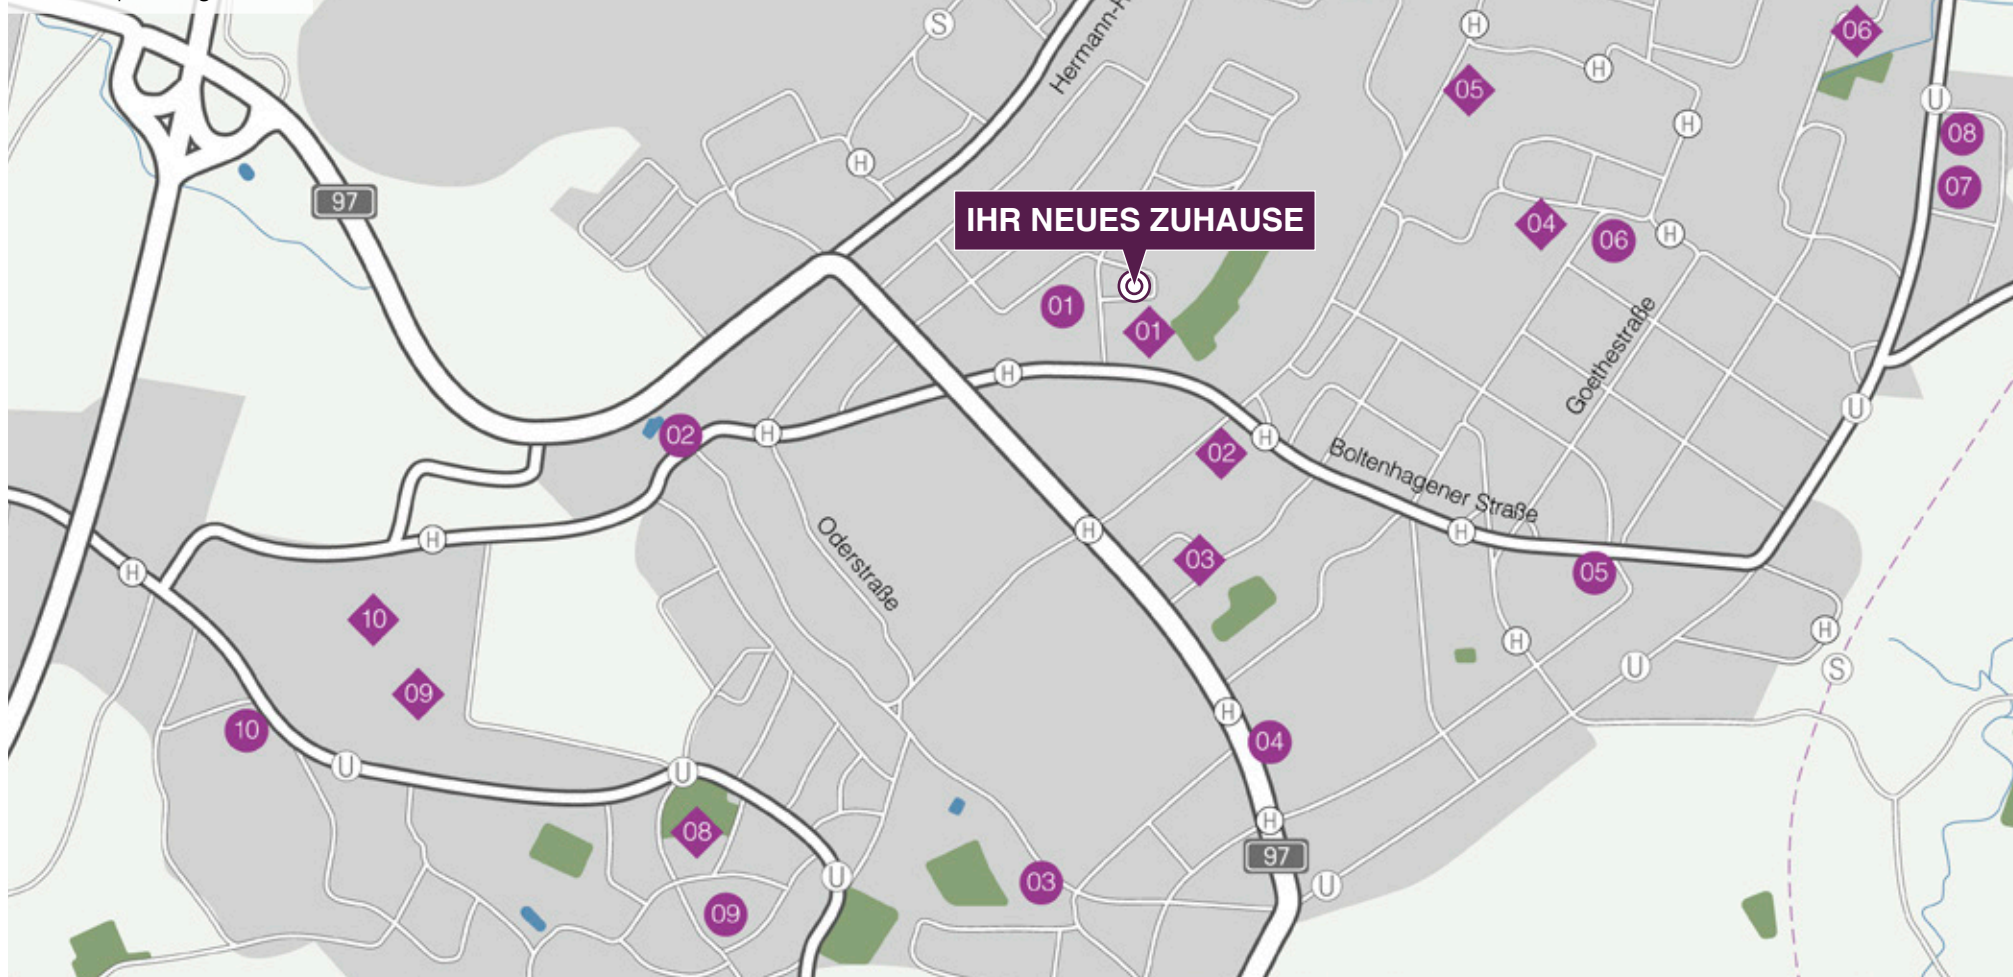 S
H
06
Hermann-H
05
H
U
H
08
H
97
07
IHR NEUES ZUHAUSE
04
06
H
01
01
Goethestraße
H
U
02
H
02
H
Boltenhagener Straße
H
H
H
Oderstraße
03
05
H
10
H
H
U
S
09
10
H
04
U
U
08
H
97
U
03
U
09